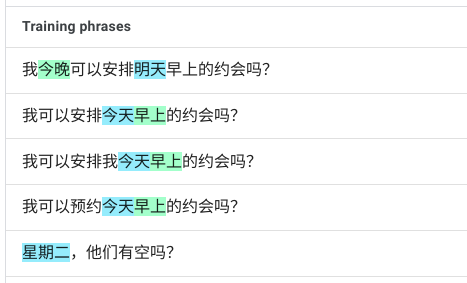 Training phrases
我今晚可以安排明天早上的约会吗？
我可以安排今天早上的约会吗？
我可以安排我今天早上的约会吗？
我可以预约今天早上的约会吗？
星期二，他们有空吗？